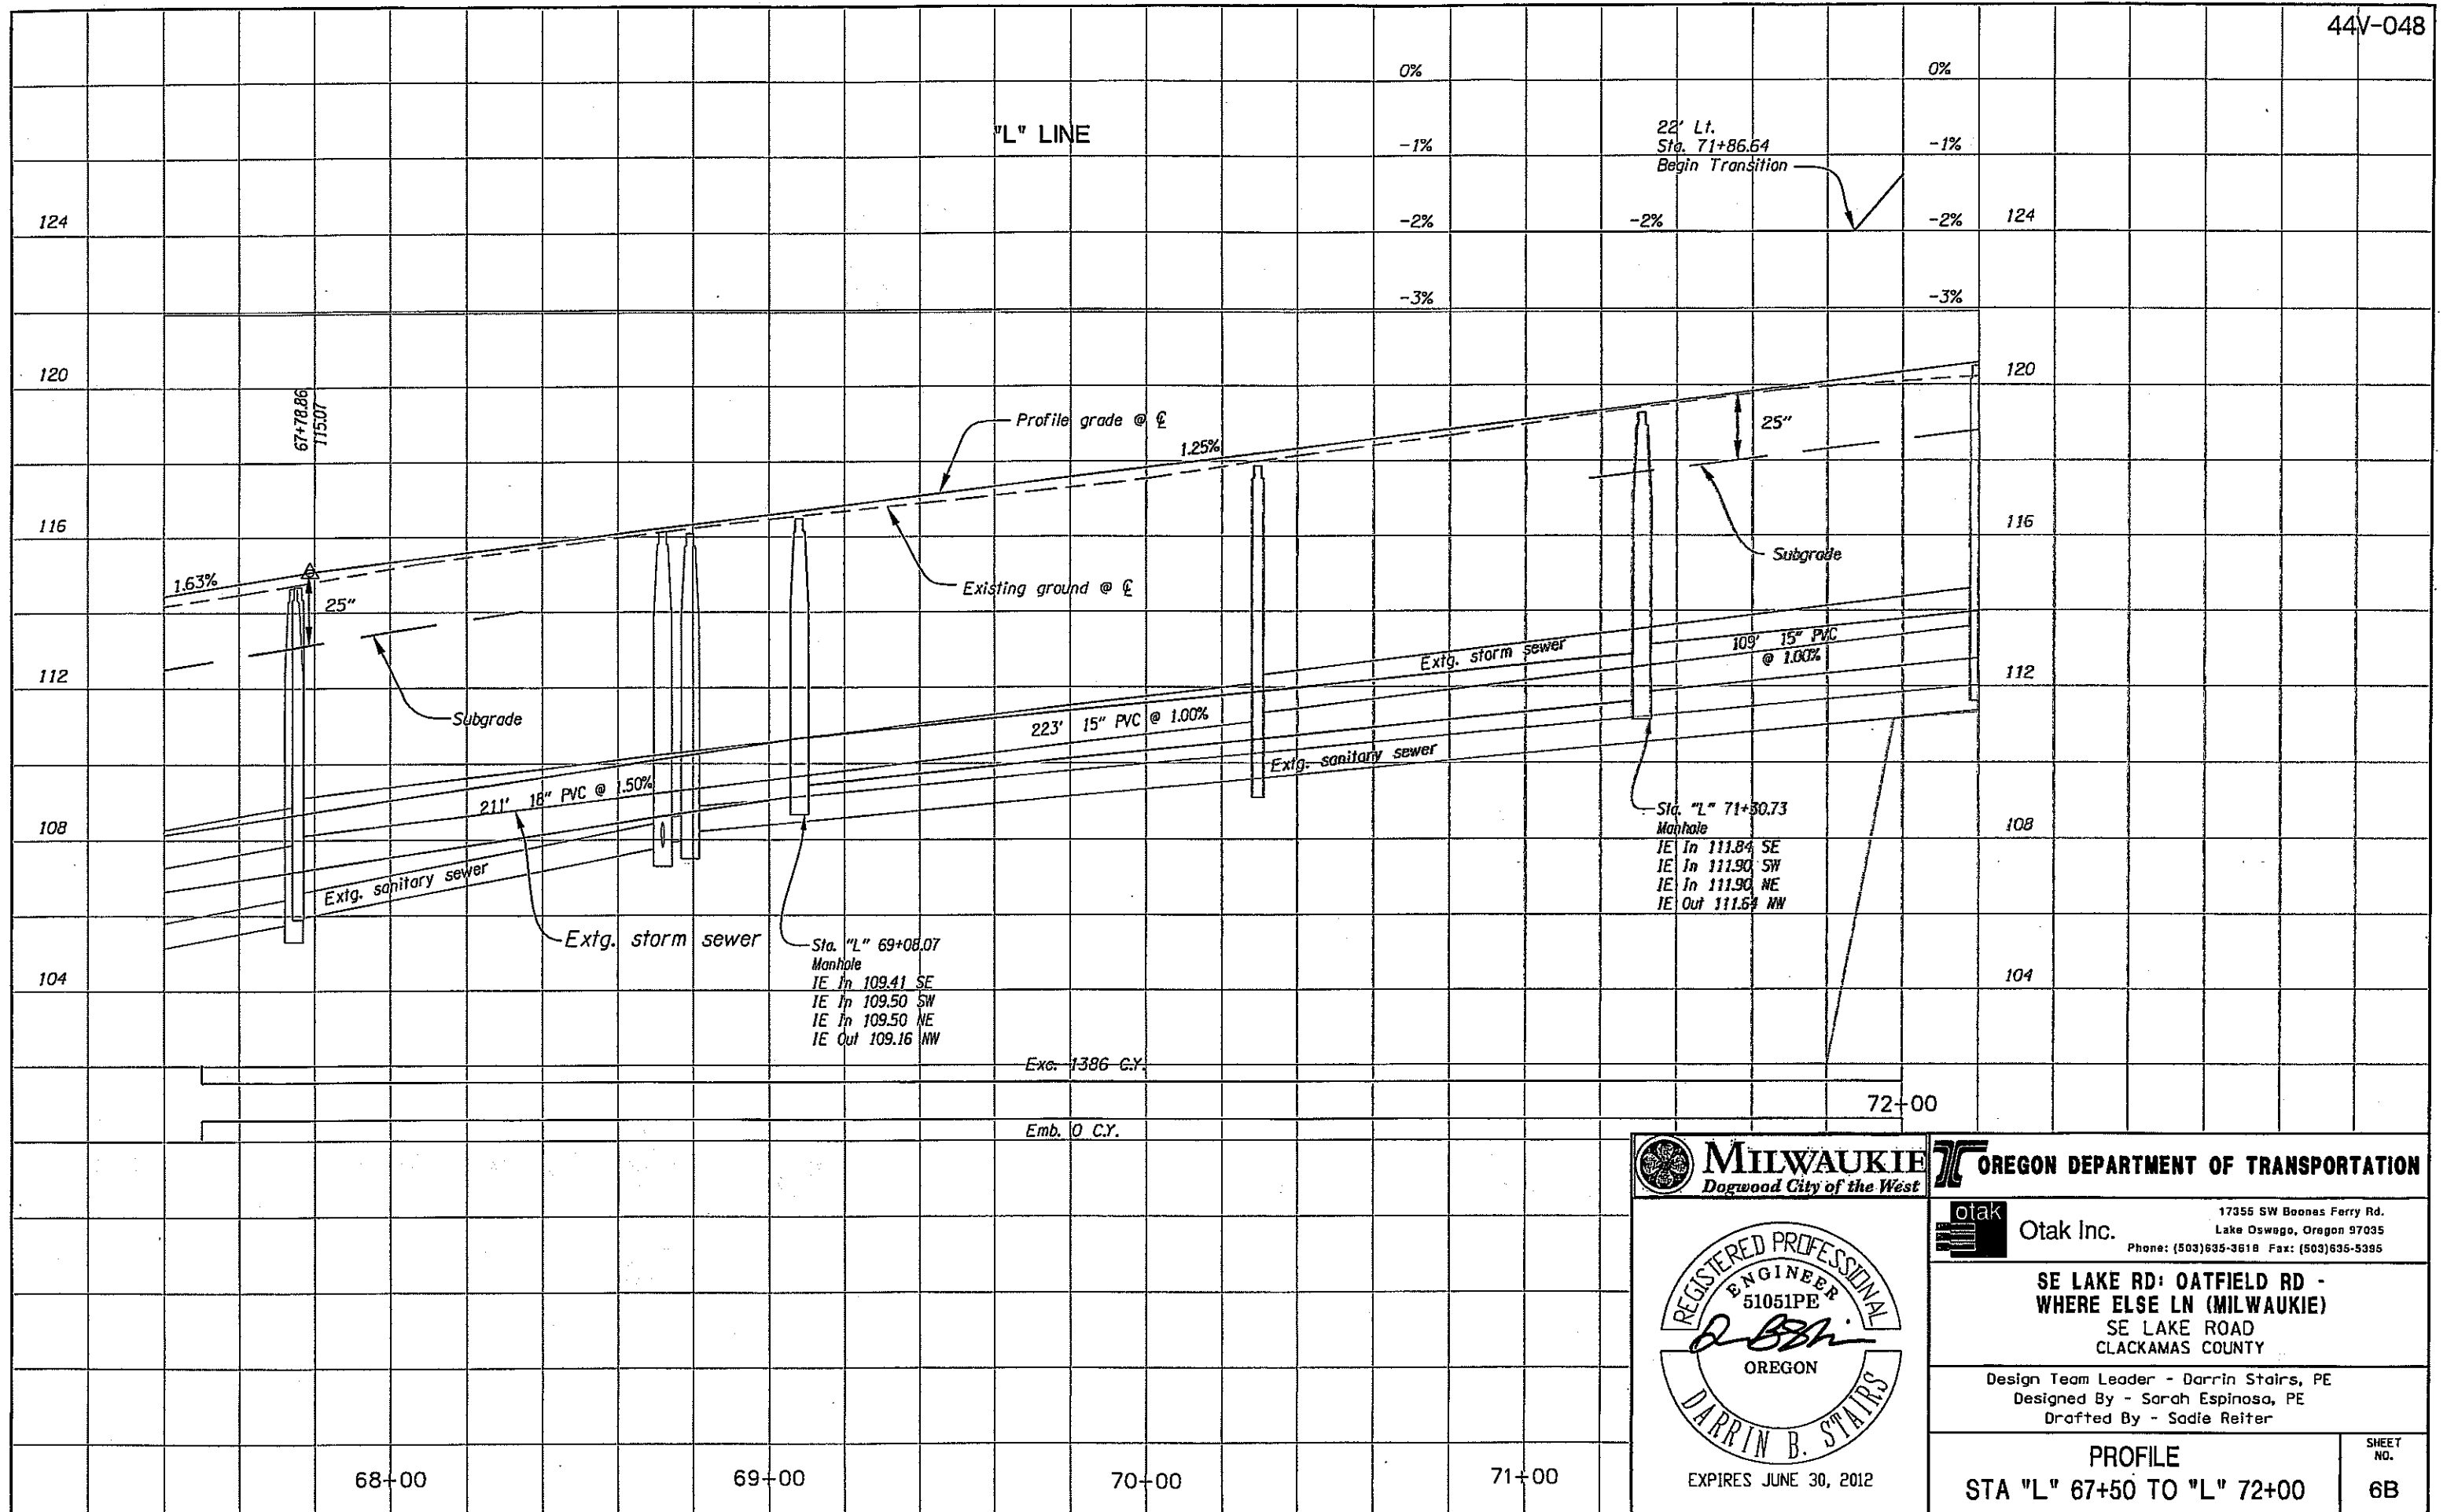 44V-048
0%
0%
"L" LINE
-1%
22' Lt.
Sta. 71+86.64
Begin Transition
-1%
124
-2%
-2%
-2%
124
-3%
-3%
120
120
67+78.86
115.07
Profile grade @ ℄
1.25%
25"
116
116
Subgrade
1.63%
25"
Existing ground @ ℄
Extg. storm sewer
109' 15" PVC
@ 1.00%
112
112
Subgrade
223' 15" PVC @ 1.00%
Extg. sanitary sewer
211' 18" PVC @ 1.50%
108
108
Extg. sanitary sewer
Sta. "L" 71+30.73
Manhole
IE In 111.84 SE
IE In 111.90 SW
IE In 111.90 NE
IE Out 111.64 NW
Extg. storm sewer
Sta. "L" 69+08.07
Manhole
IE In 109.41 SE
IE In 109.50 SW
IE In 109.50 NE
IE Out 109.16 NW
104
104
Exc. 1386 C.Y.
72+00
Emb. 0 C.Y.
MILWAUKIE
Dogwood City of the West
OREGON DEPARTMENT OF TRANSPORTATION
otak
Otak Inc.
17355 SW Boones Ferry Rd.
Lake Oswego, Oregon 97035
Phone: (503)635-3618 Fax: (503)635-5395
REGISTERED PROFESSIONAL
ENGINEER
51051PE
OREGON
DARRIN B. STAIRS
EXPIRES JUNE 30, 2012
SE LAKE RD: OATFIELD RD -
WHERE ELSE LN (MILWAUKIE)
SE LAKE ROAD
CLACKAMAS COUNTY
Design Team Leader - Darrin Stairs, PE
Designed By - Sarah Espinosa, PE
Drafted By - Sadie Reiter
PROFILE
STA "L" 67+50 TO "L" 72+00
SHEET
NO.
6B
68+00
69+00
70+00
71+00